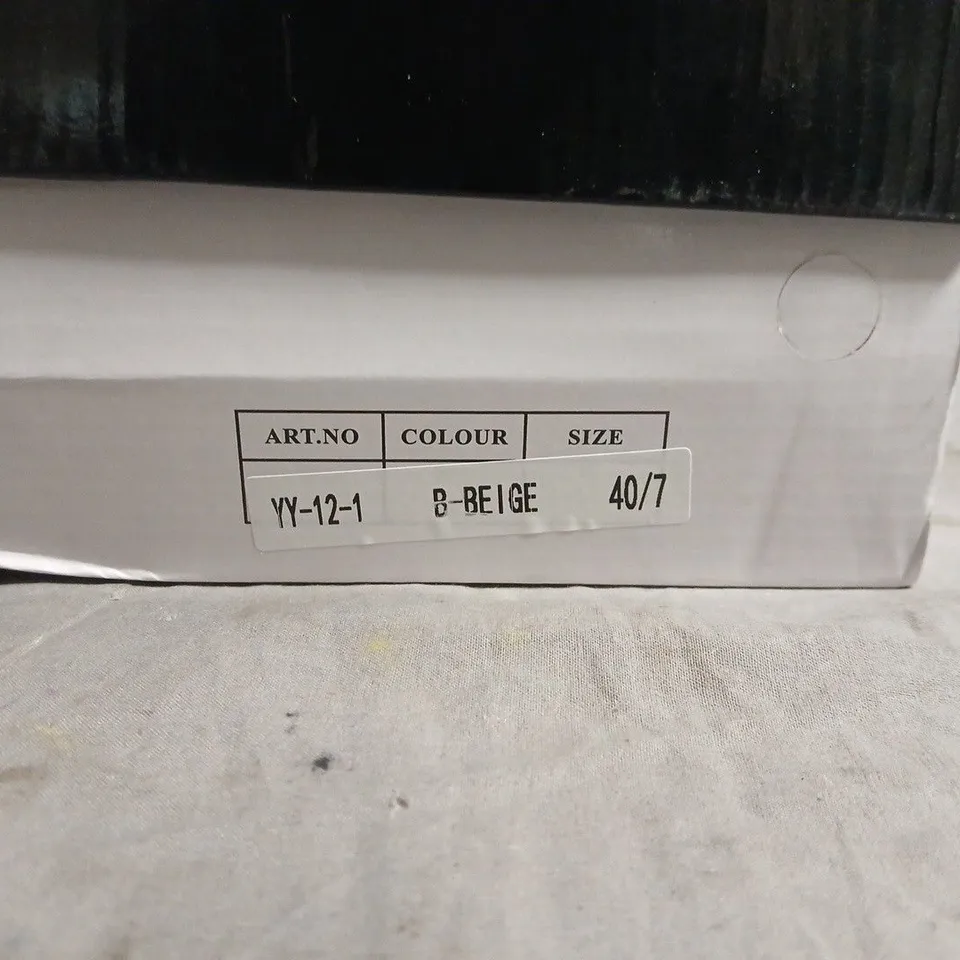 ART.NO COLOUR SIZE
YY-12-1 B-BEIGE 40/7